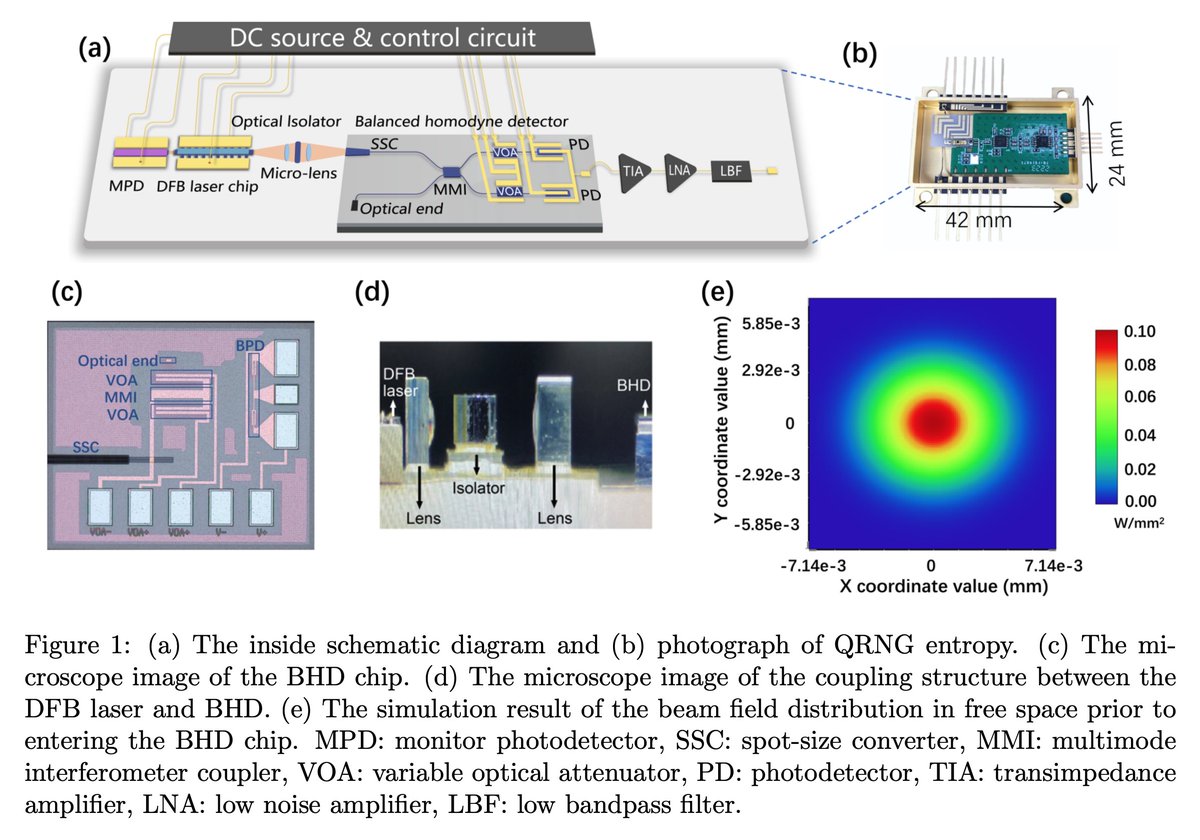 (a)
DC source & control circuit
(b)
Optical Isolator
Balanced homodyne detector
SSC
VOA
PD
MPD
DFB laser chip
Micro-lens
MMI
VOA
PD
TIA
LNA
LBF
Optical end
24 mm
42 mm
(c)
Optical end
BPD
VOA
MMI
VOA
SSC
VOA-
VOA+
VOA+
V-
V+
(d)
DFB
laser
BHD
Isolator
Lens
Lens
(e)
Y coordinate value (mm)
5.85e-3
2.92e-3
0
-2.92e-3
-5.85e-3
-7.14e-3
0
7.14e-3
X coordinate value (mm)
0.10
0.08
0.06
0.04
0.02
0.00
W/mm²
Figure 1: (a) The inside schematic diagram and (b) photograph of QRNG entropy. (c) The mi-
croscope image of the BHD chip. (d) The microscope image of the coupling structure between the
DFB laser and BHD. (e) The simulation result of the beam field distribution in free space prior to
entering the BHD chip. MPD: monitor photodetector, SSC: spot-size converter, MMI: multimode
interferometer coupler, VOA: variable optical attenuator, PD: photodetector, TIA: transimpedance
amplifier, LNA: low noise amplifier, LBF: low bandpass filter.